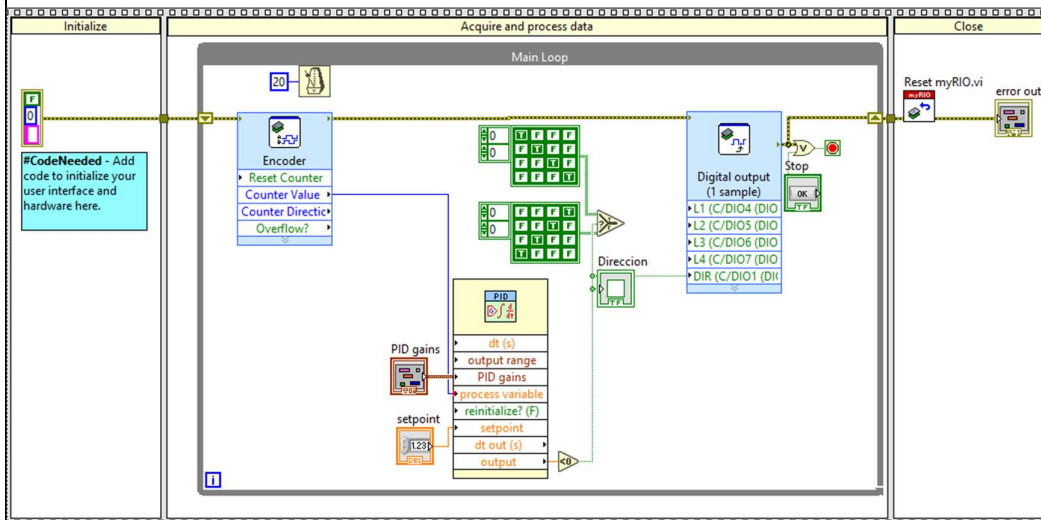 Initialize
Acquire and process data
Close
Main Loop
20
Reset myRIO.vi
error out
F
0
myRIO
#CodeNeeded - Add
code to initialize your
user interface and
hardware here.
Encoder
Reset Counter
Counter Value
Counter Directic
Overflow?
0
0
T F F F
F T F F
F F T F
F F F T
0
0
F F F T
F F T F
F T F F
T F F F
?
T
F
Digital output
(1 sample)
L1 (C/DIO4 (DIO
L2 (C/DIO5 (DIO
L3 (C/DIO6 (DIO
L4 (C/DIO7 (DIO
DIR (C/DIO1 (DI(
V
Stop
OK
TF
Direccion
TF
PID
PID gains
dt (s)
output range
PID gains
process variable
reinitialize? (F)
setpoint
dt out (s)
output
setpoint
1.23
DBL
<0
i